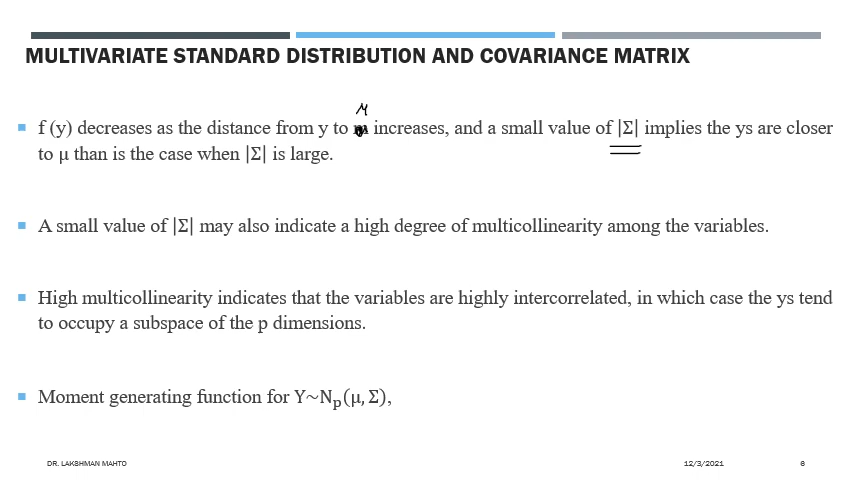 MULTIVARIATE STANDARD DISTRIBUTION AND COVARIANCE MATRIX
μ
f (y) decreases as the distance from y to m increases, and a small value of |Σ| implies the ys are closer
to μ than is the case when |Σ| is large.
A small value of |Σ| may also indicate a high degree of multicollinearity among the variables.
High multicollinearity indicates that the variables are highly intercorrelated, in which case the ys tend
to occupy a subspace of the p dimensions.
Moment generating function for Y~Nₚ(μ, Σ),
DR. LAKSHMAN MAHTO 12/3/2021 6